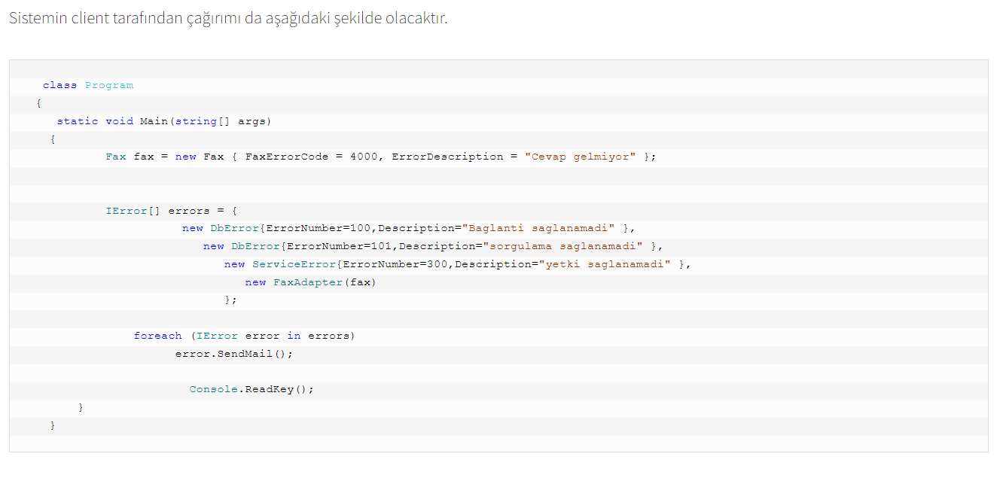 Sistemin client tarafından çağırımı da aşağıdaki şekilde olacaktır.
class Program
{
static void Main(string[] args)
{
Fax fax = new Fax { FaxErrorCode = 4000, ErrorDescription = "Cevap gelmiyor" };
IError[] errors = {
new DbError{ErrorNumber=100,Description="Baglanti saglanamadi" },
new DbError{ErrorNumber=101,Description="sorgulama saglanamadi" },
new ServiceError{ErrorNumber=300,Description="yetki saglanamadi" },
new FaxAdapter(fax)
};
foreach (IError error in errors)
error.SendMail();
Console.ReadKey();
}
}